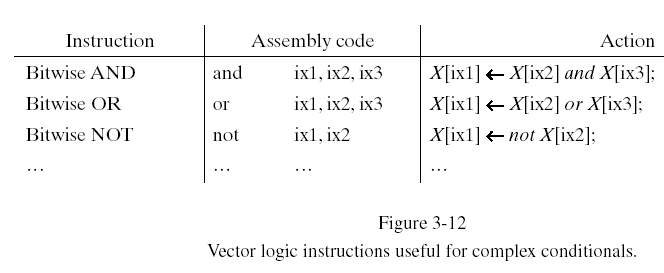 Instruction Assembly code Action
Bitwise AND and ix1, ix2, ix3 X[ix1] ← X[ix2] and X[ix3];
Bitwise OR or ix1, ix2, ix3 X[ix1] ← X[ix2] or X[ix3];
Bitwise NOT not ix1, ix2 X[ix1] ← not X[ix2];
... ... ... ...
Figure 3-12
Vector logic instructions useful for complex conditionals.